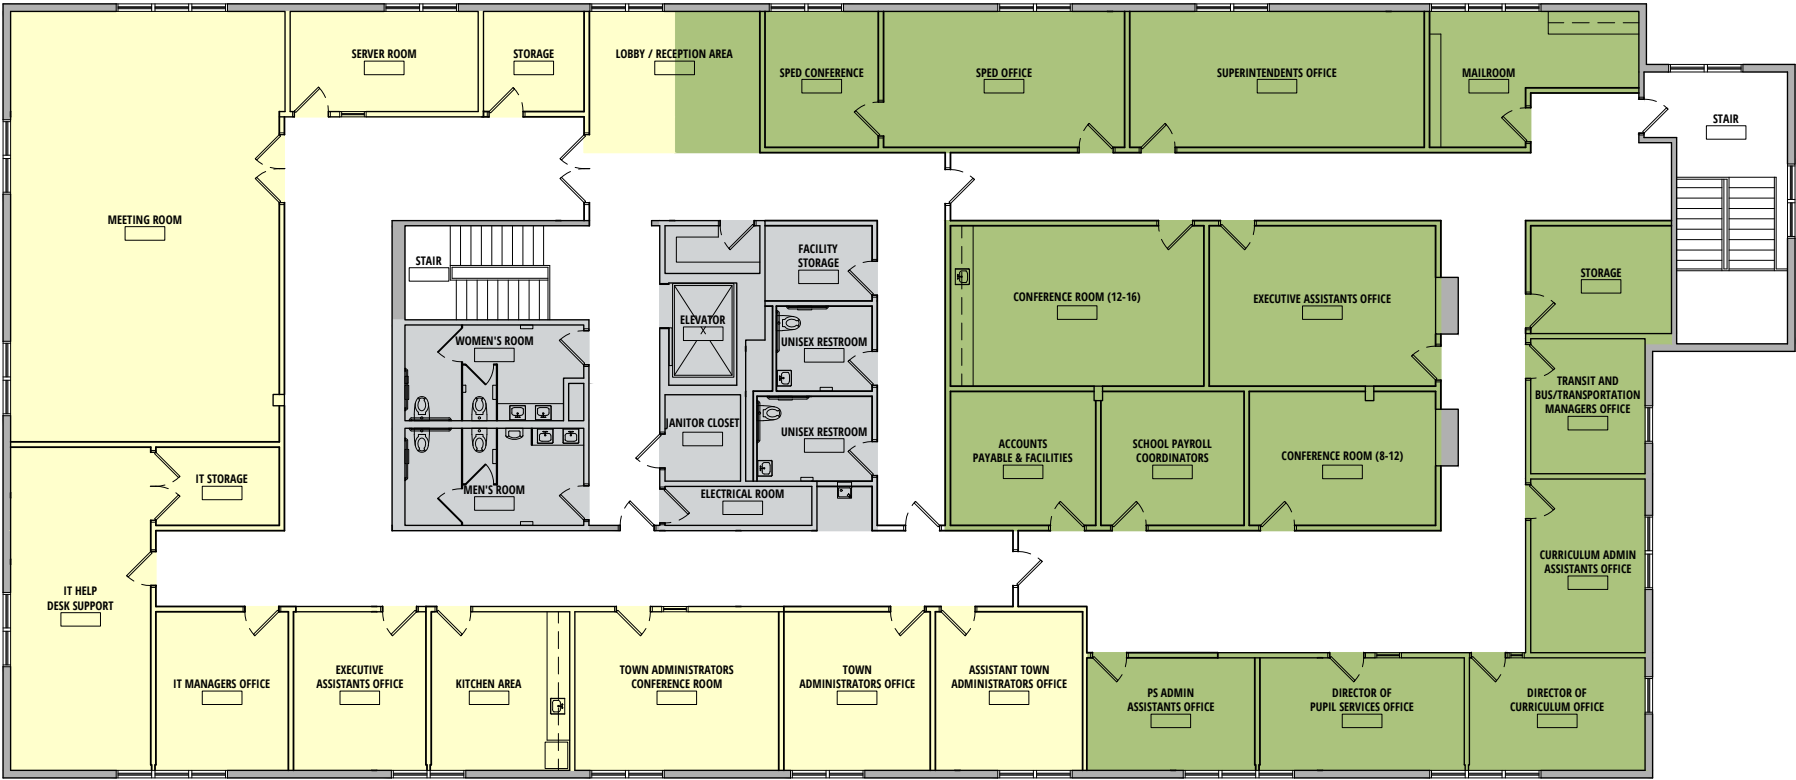 SERVER ROOM
STORAGE
LOBBY / RECEPTION AREA
SPED CONFERENCE
SPED OFFICE
SUPERINTENDENTS OFFICE
MAILROOM
STAIR
MEETING ROOM
STAIR
FACILITY
STORAGE
ELEVATOR
X
WOMEN'S ROOM
UNISEX RESTROOM
CONFERENCE ROOM (12-16)
EXECUTIVE ASSISTANTS OFFICE
STORAGE
TRANSIT AND
BUS/TRANSPORTATION
MANAGERS OFFICE
JANITOR CLOSET
UNISEX RESTROOM
ACCOUNTS
PAYABLE & FACILITIES
SCHOOL PAYROLL
COORDINATORS
CONFERENCE ROOM (8-12)
IT STORAGE
MEN'S ROOM
ELECTRICAL ROOM
CURRICULUM ADMIN
ASSISTANTS OFFICE
IT HELP
DESK SUPPORT
IT MANAGERS OFFICE
EXECUTIVE
ASSISTANTS OFFICE
KITCHEN AREA
TOWN ADMINISTRATORS
CONFERENCE ROOM
TOWN
ADMINISTRATORS OFFICE
ASSISTANT TOWN
ADMINISTRATORS OFFICE
PS ADMIN
ASSISTANTS OFFICE
DIRECTOR OF
PUPIL SERVICES OFFICE
DIRECTOR OF
CURRICULUM OFFICE